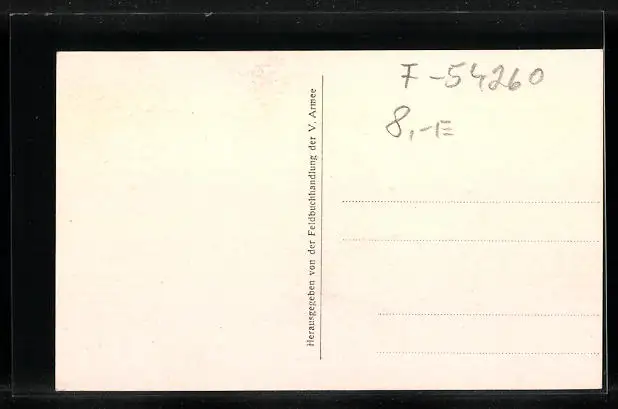 Herausgegeben von der Feldbuchhandlung der V. Armee
F-54260
8,-E